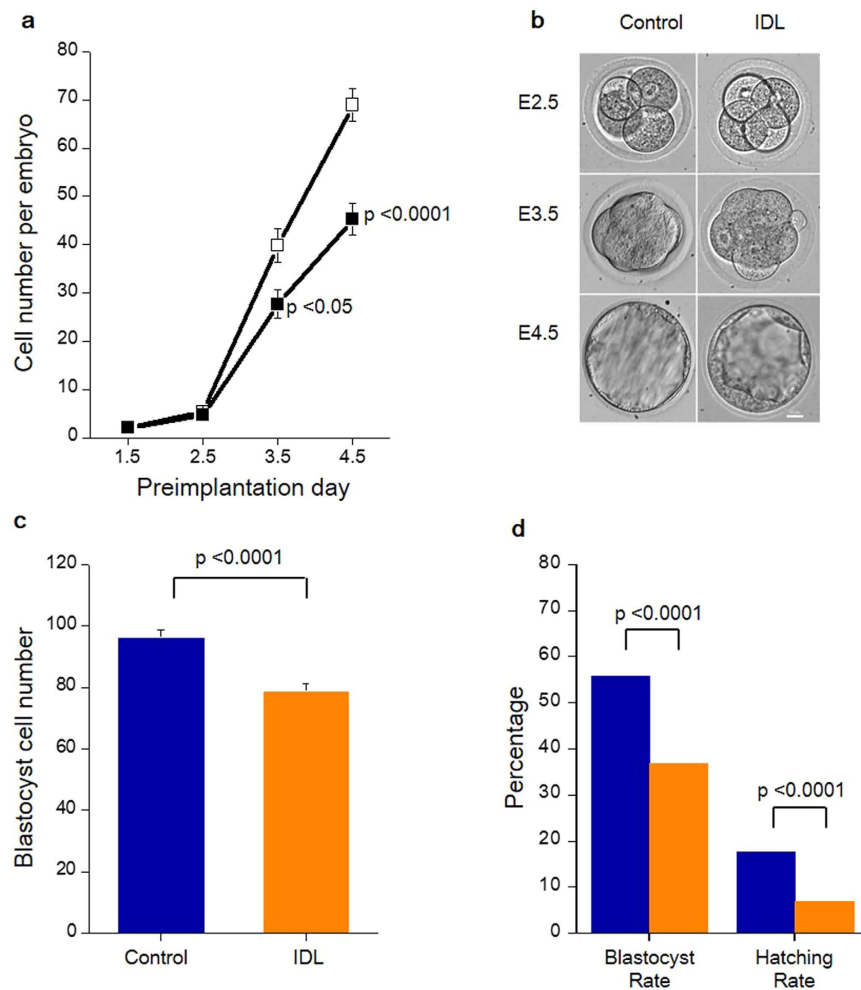 a
80
70
60
50
40
30
20
10
0
Cell number per embryo
p <0.0001
p <0.05
1.5 2.5 3.5 4.5
Preimplantation day
b
Control IDL
E2.5
E3.5
E4.5
c
120
100
80
60
40
20
0
Blastocyst cell number
p <0.0001
Control IDL
d
80
70
60
50
40
30
20
10
0
Percentage
p <0.0001
p <0.0001
Blastocyst Hatching
Rate Rate